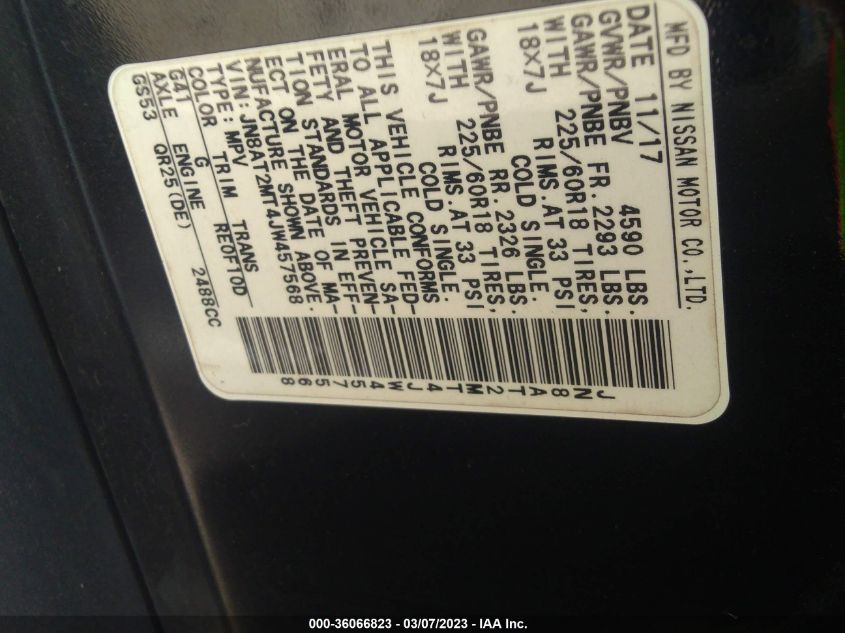 MFD BY NISSAN MOTOR CO.,LTD.
DATE 11/17
GVWR/PNBV 4590 LBS.
GAWR/PNBE FR. 2293 LBS.
WITH 225/60R18 TIRES,
18×7J RIMS.AT 33 PSI
COLD SINGLE.
GAWR/PNBE RR. 2326 LBS.
WITH 225/60R18 TIRES,
18×7J RIMS.AT 33 PSI
COLD SINGLE.
THIS VEHICLE CONFORMS
TO ALL APPLICABLE FED-
ERAL MOTOR VEHICLE SA-
FETY AND THEFT PREVEN-
TION STANDARDS IN EFF-
ECT ON THE DATE OF MA-
NUFACTURE SHOWN ABOVE.
VIN:JN8AT2MT4JW457568
TYPE:MPV
COLOR TRIM TRANS
G41 G RE0F10D
AXLE ENGINE
GS53 QR25(DE) 2488CC
JN8AT2MT4JW457568
000-36066823 — 03/07/2023 — IAA Inc.